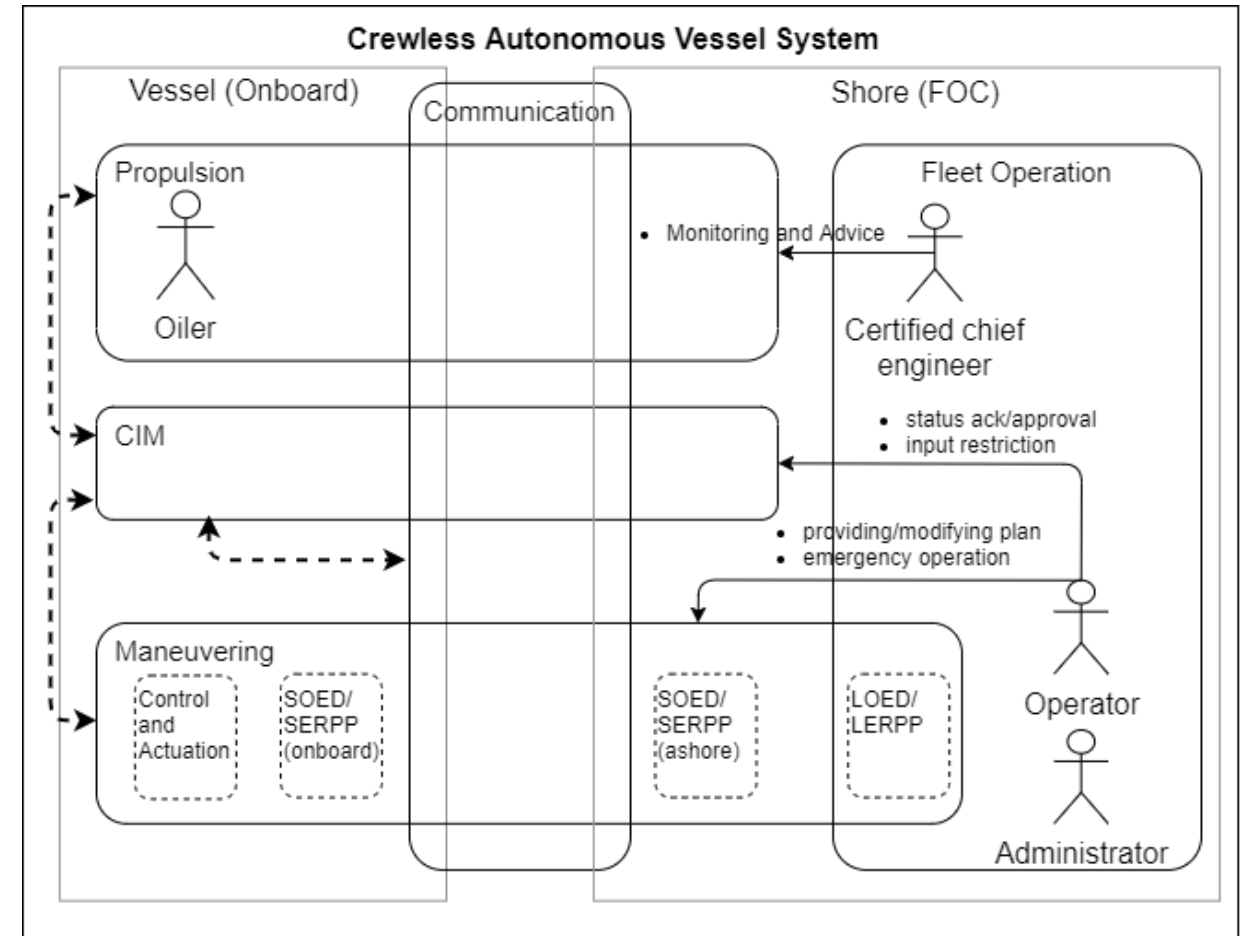 Crewless Autonomous Vessel System
Vessel (Onboard)
Communication
Shore (FOC)
Propulsion
Oiler
• Monitoring and Advice
Fleet Operation
Certified chief
engineer
CIM
• status ack/approval
• input restriction
• providing/modifying plan
• emergency operation
Maneuvering
Control
and
Actuation
SOED/
SERPP
(onboard)
SOED/
SERPP
(ashore)
LOED/
LERPP
Operator
Administrator